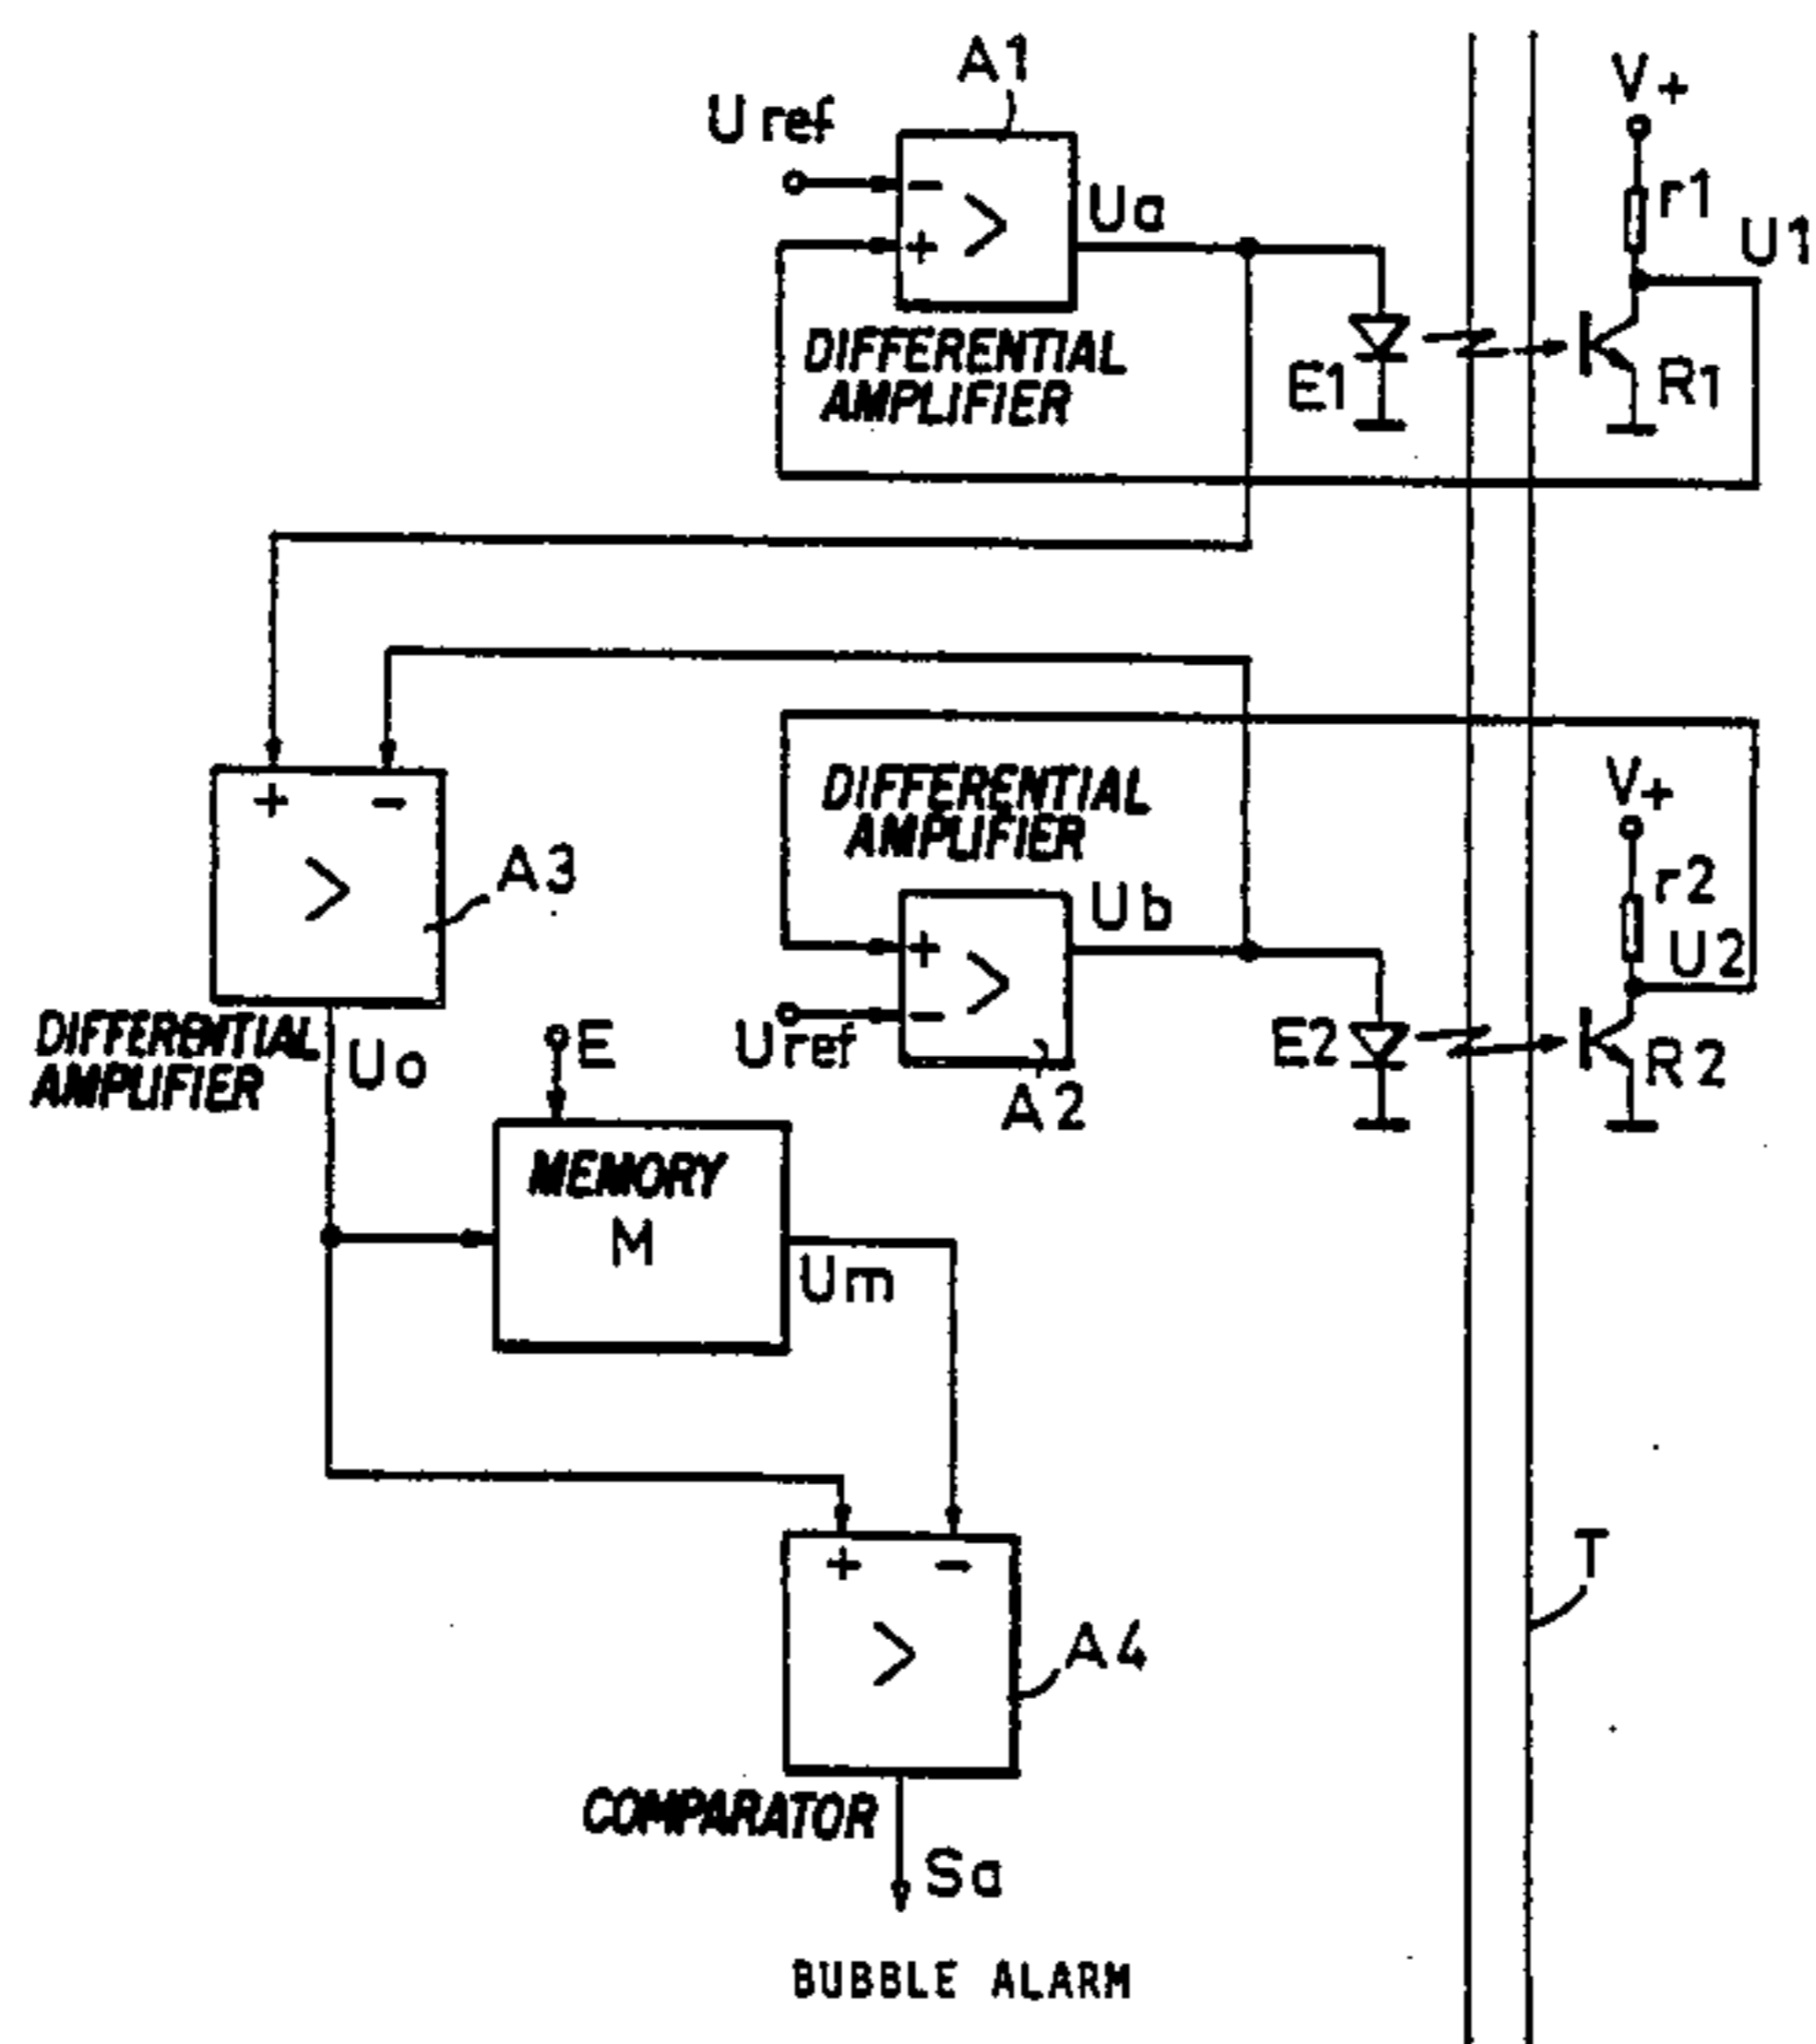 A1
U ref
V+
-
+
>
Ua
r1
U1
DIFFERENTIAL
AMPLIFIER
E1
R1
+ -
>
A3
DIFFERENTIAL
AMPLIFIER
Uo
DIFFERENTIAL
AMPLIFIER
+
-
>
Ub
Uref
A2
V+
r2
U2
E2
R2
E
MEMORY
M
Um
+ -
>
A4
T
COMPARATOR
Sa
BUBBLE ALARM